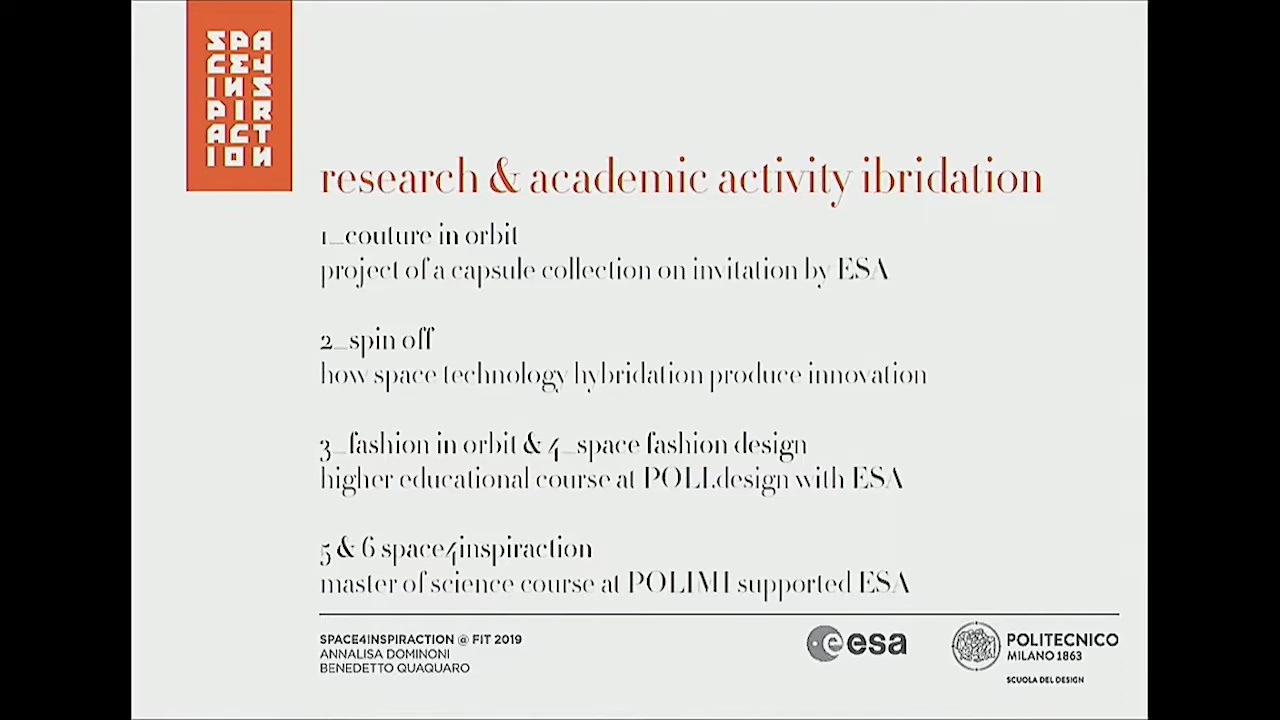 SPA
CE4
INS
PIR
ACT
ION
research & academic activity ibridation
1_couture in orbit
project of a capsule collection on invitation by ESA
2_spin off
how space technology hybridation produce innovation
3_fashion in orbit & 4_space fashion design
higher educational course at POLI.design with ESA
5 & 6 space4inspiraction
master of science course at POLIMI supported ESA
SPACE4INSPIRACTION @ FIT 2019
ANNALISA DOMINONI
BENEDETTO QUAQUARO
esa
POLITECNICO
MILANO 1863
SCUOLA DEL DESIGN